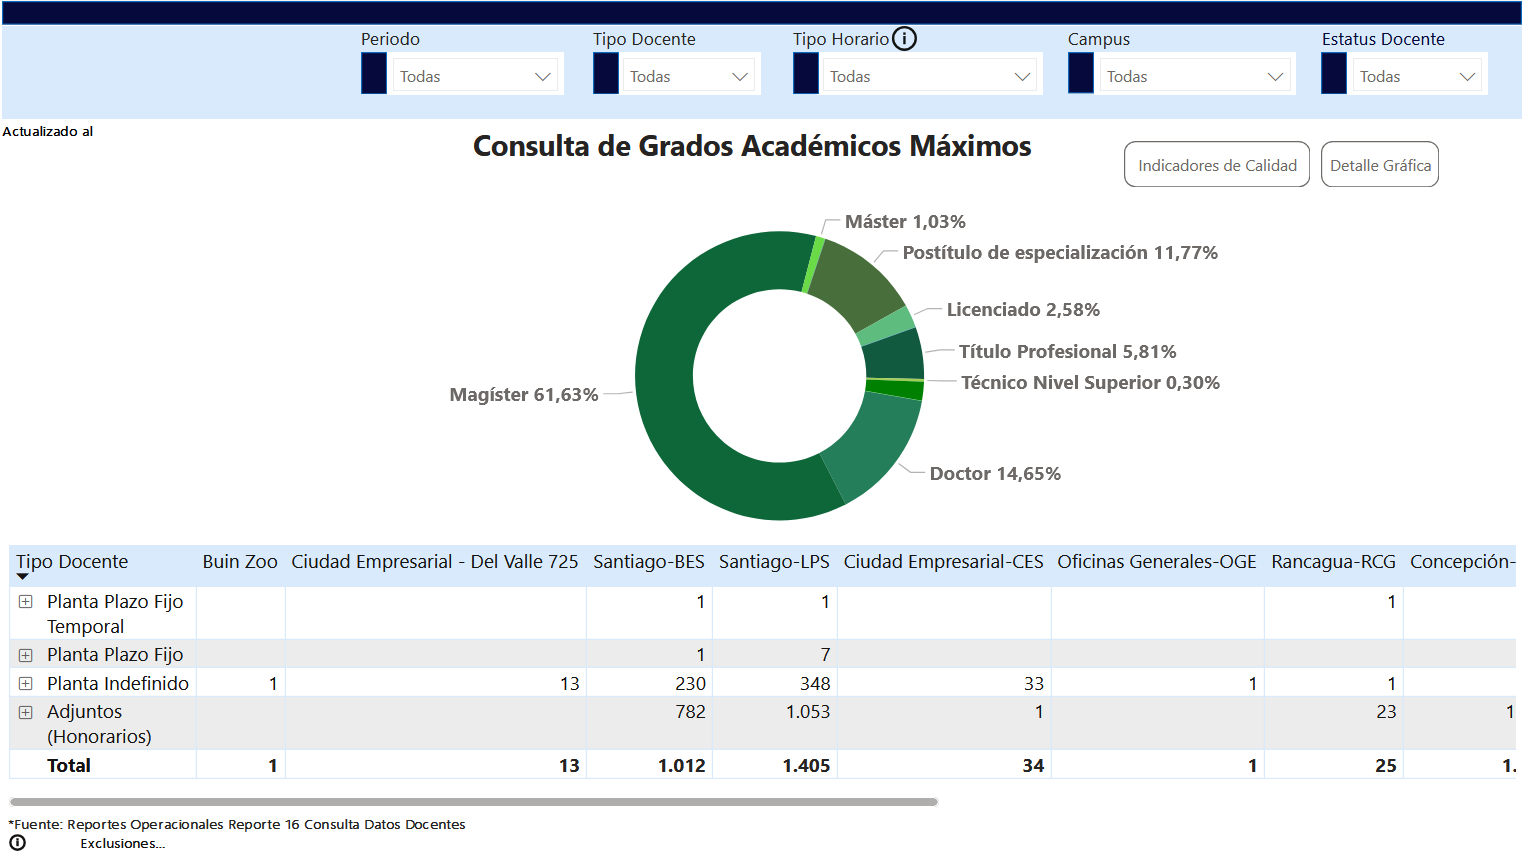 Periodo Tipo Docente Tipo Horario Campus Estatus Docente
Todas Todas Todas Todas Todas
Actualizado al
Consulta de Grados Académicos Máximos
Indicadores de Calidad Detalle Gráfica
Máster 1,03%
Postítulo de especialización 11,77%
Licenciado 2,58%
Título Profesional 5,81%
Técnico Nivel Superior 0,30%
Magíster 61,63%
Doctor 14,65%
Tipo Docente Buin Zoo Ciudad Empresarial - Del Valle 725 Santiago-BES Santiago-LPS Ciudad Empresarial-CES Oficinas Generales-OGE Rancagua-RCG Concepción-
Planta Plazo Fijo 1 1 1
Temporal
Planta Plazo Fijo 1 7
Planta Indefinido 1 13 230 348 33 1 1
Adjuntos 782 1.053 1 23 1
(Honorarios)
Total 1 13 1.012 1.405 34 1 25 1.
*Fuente: Reportes Operacionales Reporte 16 Consulta Datos Docentes
Exclusiones...